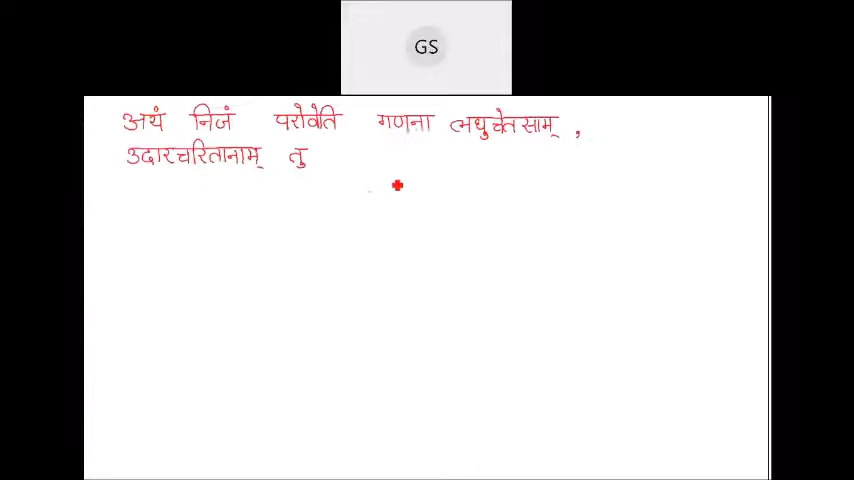 GS
अयं निजं परोवेति गणना लघुचेतसाम् ,
उदारचरितानाम् तु